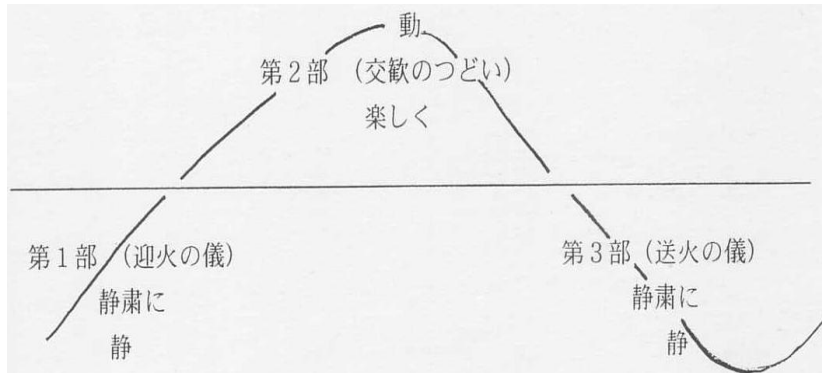 動
第2部 (交歓のつどい)
楽しく
第1部 (迎火の儀)
静粛に
静
第3部 (送火の儀)
静粛に
静